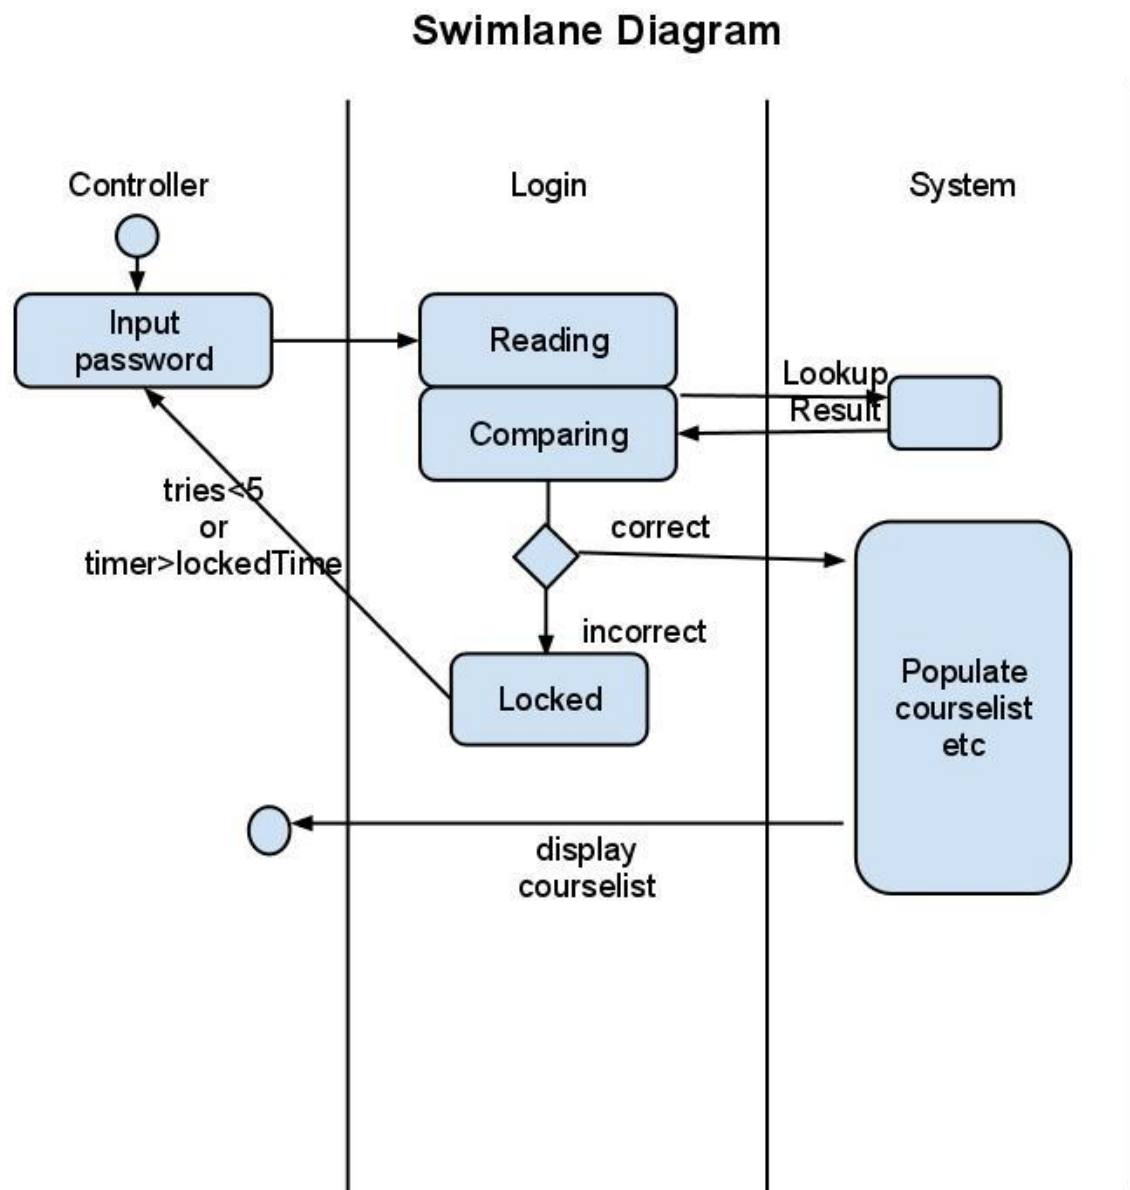 Swimlane Diagram
Controller
Login
System
Input
password
Reading
Comparing
Lookup
Result
tries<5
or
timer>lockedTime
correct
incorrect
Locked
Populate
courselist
etc
display
courselist